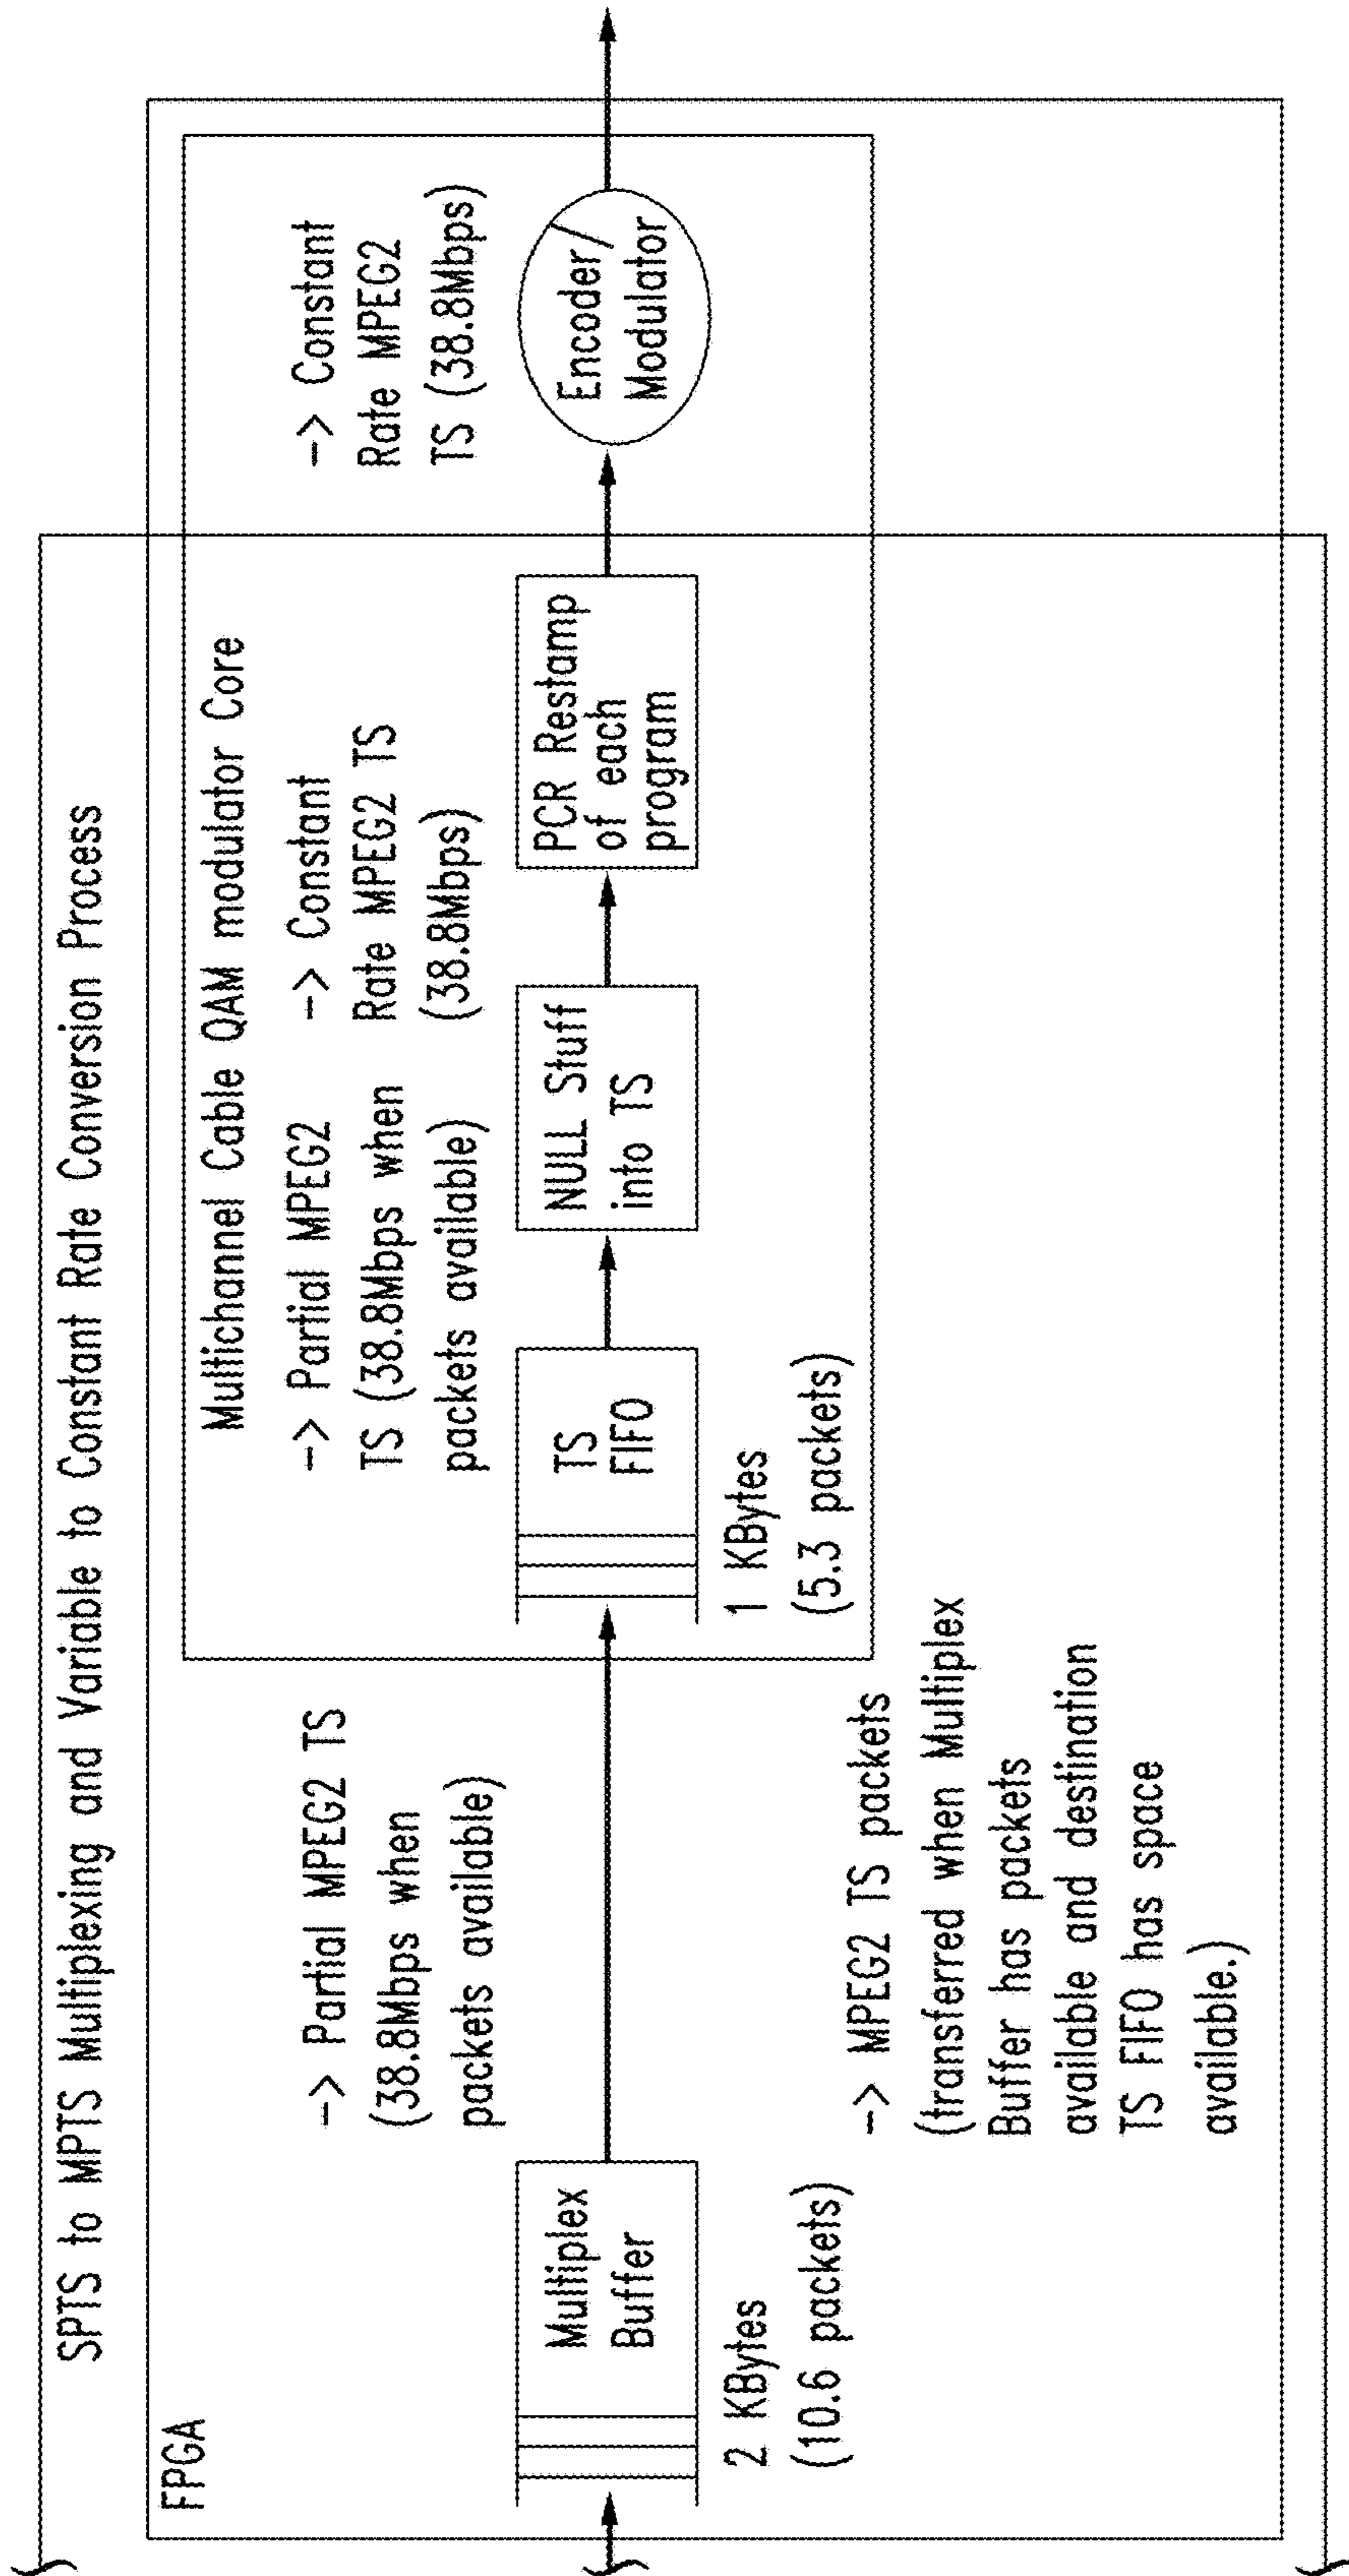 SPTS to MPTS Multiplexing and Variable to Constant Rate Conversion Process
FPGA
Multichannel Cable QAM modulator Core
-> Partial MPEG2 TS
(38.8Mbps when
packets available)
-> Partial MPEG2
TS (38.8Mbps when
packets available)
-> Constant
Rate MPEG2 TS
(38.8Mbps)
-> Constant
Rate MPEG2
TS (38.8Mbps)
Multiplex
Buffer
TS
FIFO
NULL Stuff
into TS
PCR Restamp
of each
program
Encoder/
Modulator
2 KBytes
(10.6 packets)
1 KBytes
(5.3 packets)
-> MPEG2 TS packets
(transferred when Multiplex
Buffer has packets
available and destination
TS FIFO has space
available.)